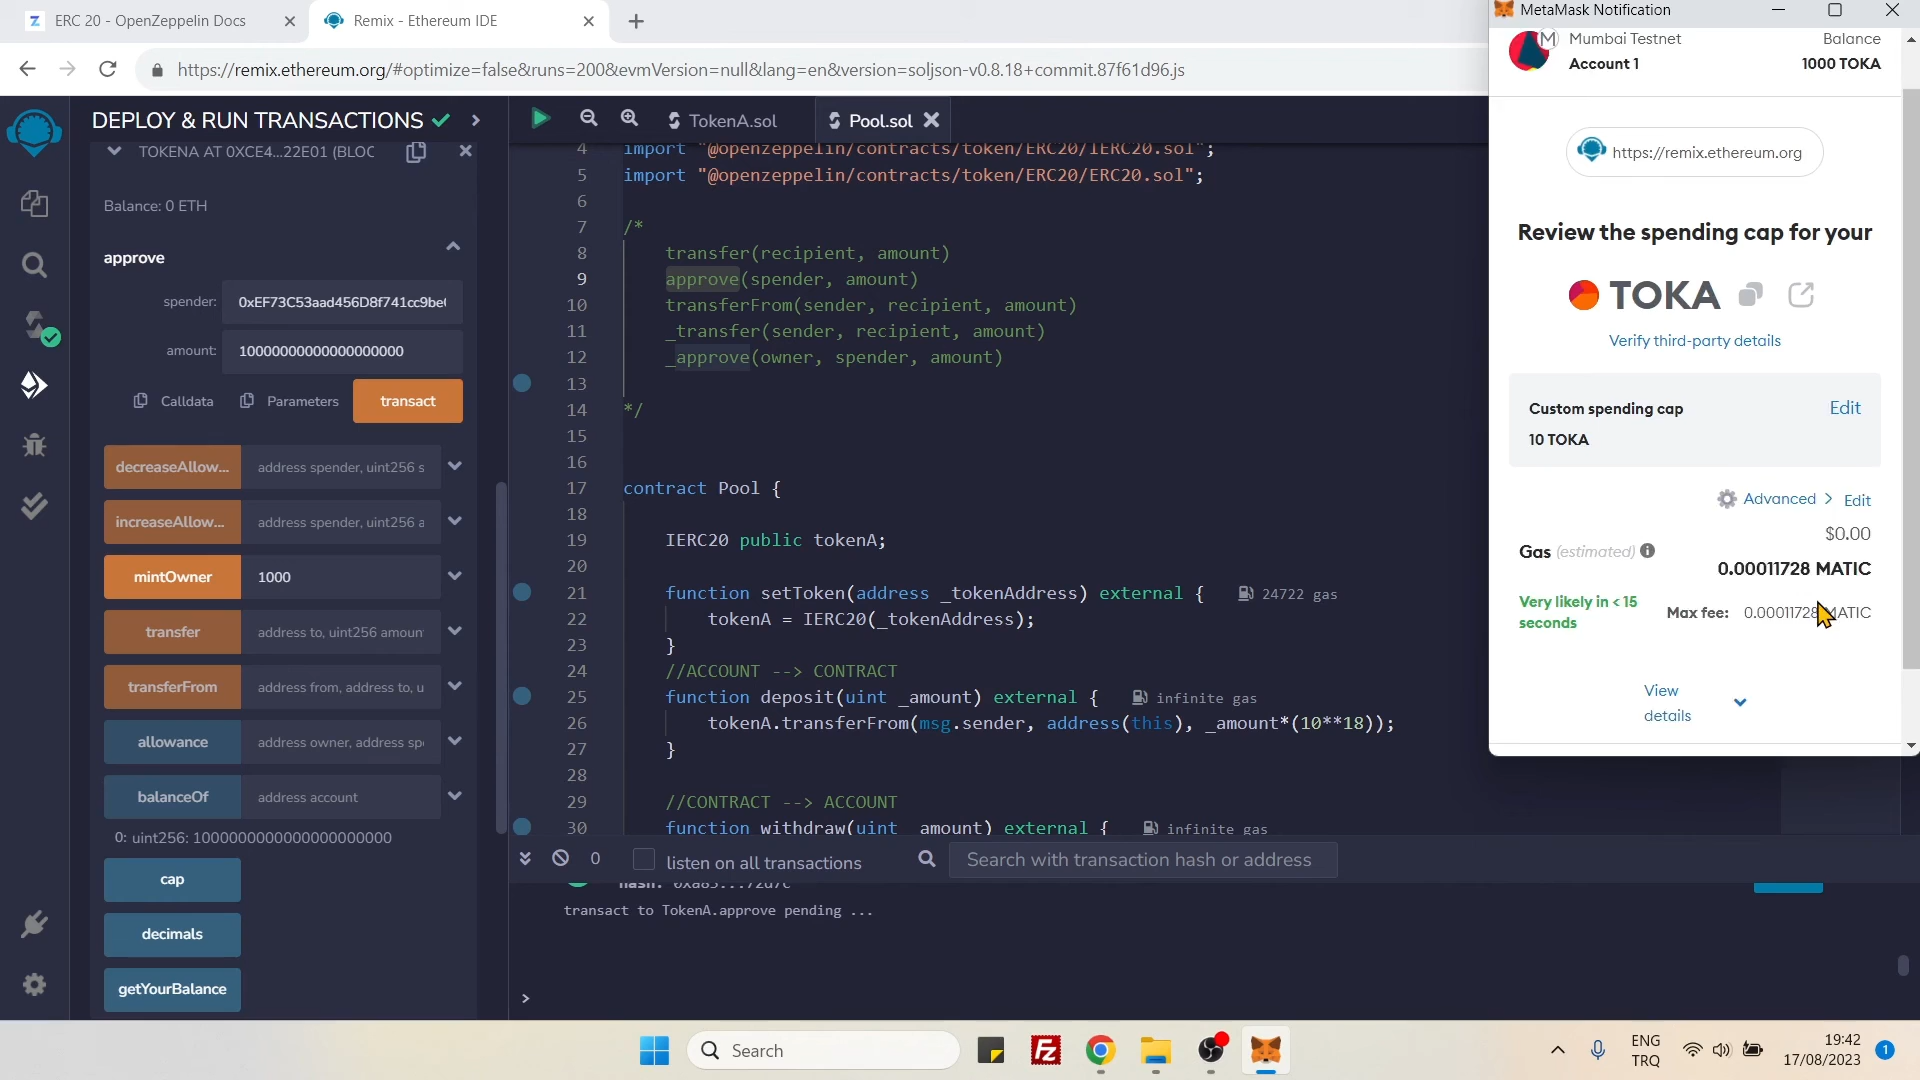 ERC 20 - OpenZeppelin Docs
Remix - Ethereum IDE
https://remix.ethereum.org/#optimize=false&runs=200&evmVersion=null&lang=en&version=soljson-v0.8.18+commit.87f61d96.js
DEPLOY & RUN TRANSACTIONS
TOKENA AT 0XCE4...22E01 (BLOC
Balance: 0 ETH
approve
spender: 0xEF73C53aad456D8f741cc9be
amount: 10000000000000000000
Calldata Parameters transact
decreaseAllow... address spender, uint256 s
increaseAllow... address spender, uint256 a
mintOwner 1000
transfer address to, uint256 amoun
transferFrom address from, address to, u
allowance address owner, address spe
balanceOf address account
0: uint256: 1000000000000000000000
cap
decimals
getYourBalance
TokenA.sol
Pool.sol
4 import "@openzeppelin/contracts/token/ERC20/IERC20.sol";
5 import "@openzeppelin/contracts/token/ERC20/ERC20.sol";
6
7 /*
8 transfer(recipient, amount)
9 approve(spender, amount)
10 transferFrom(sender, recipient, amount)
11 _transfer(sender, recipient, amount)
12 _approve(owner, spender, amount)
13
14 */
15
16
17 contract Pool {
18
19 IERC20 public tokenA;
20
21 function setToken(address _tokenAddress) external { 24722 gas
22 tokenA = IERC20(_tokenAddress);
23 }
24 //ACCOUNT --> CONTRACT
25 function deposit(uint _amount) external { infinite gas
26 tokenA.transferFrom(msg.sender, address(this), _amount*(10**18));
27 }
28
29 //CONTRACT --> ACCOUNT
30 function withdraw(uint _amount) external { infinite gas
0 listen on all transactions
Search with transaction hash or address
hash: 0xa85...72d7c
transact to TokenA.approve pending ...
>
MetaMask Notification
M Mumbai Testnet Balance
Account 1 1000 TOKA
https://remix.ethereum.org
Review the spending cap for your
TOKA
Verify third-party details
Custom spending cap Edit
10 TOKA
Advanced > Edit
$0.00
Gas (estimated)
0.00011728 MATIC
Very likely in < 15
seconds
Max fee: 0.00011728 MATIC
View
details
Search
ENG
TRQ
19:42
17/08/2023
1